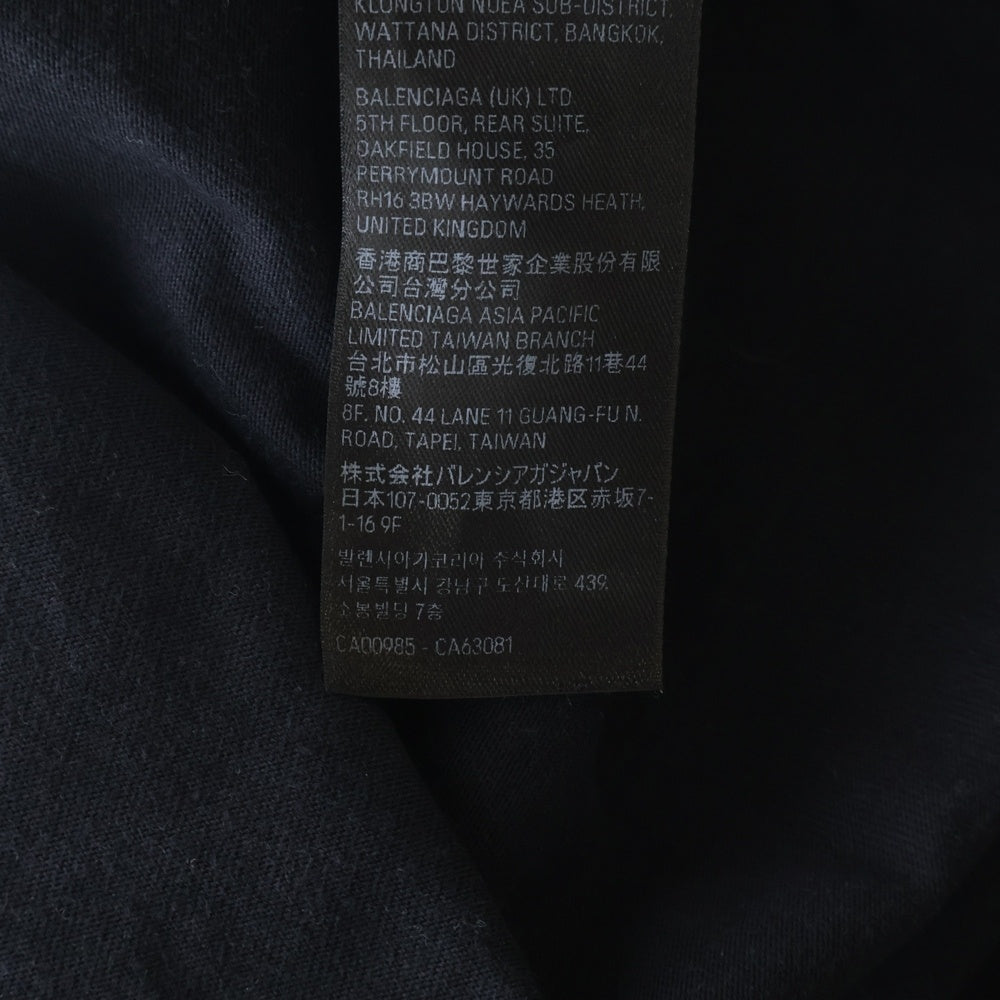 KLONGTON NUEA SUB-DISTRICT,
WATTANA DISTRICT, BANGKOK,
THAILAND
BALENCIAGA (UK) LTD
5TH FLOOR, REAR SUITE,
OAKFIELD HOUSE, 35
PERRYMOUNT ROAD
RH16 3BW HAYWARDS HEATH,
UNITED KINGDOM
香港商巴黎世家企業股份有限
公司台灣分公司
BALENCIAGA ASIA PACIFIC
LIMITED TAIWAN BRANCH
台北市松山區光復北路11巷44
號8樓
8F. NO. 44 LANE 11 GUANG-FU N.
ROAD, TAPEI, TAIWAN
株式会社バレンシアガジャパン
日本107-0052東京都港区赤坂7-
1-16 9F
발렌시아가코리아 주식회사
서울특별시 강남구 도산대로 439,
소봉빌딩 7층
CA00985 - CA63081